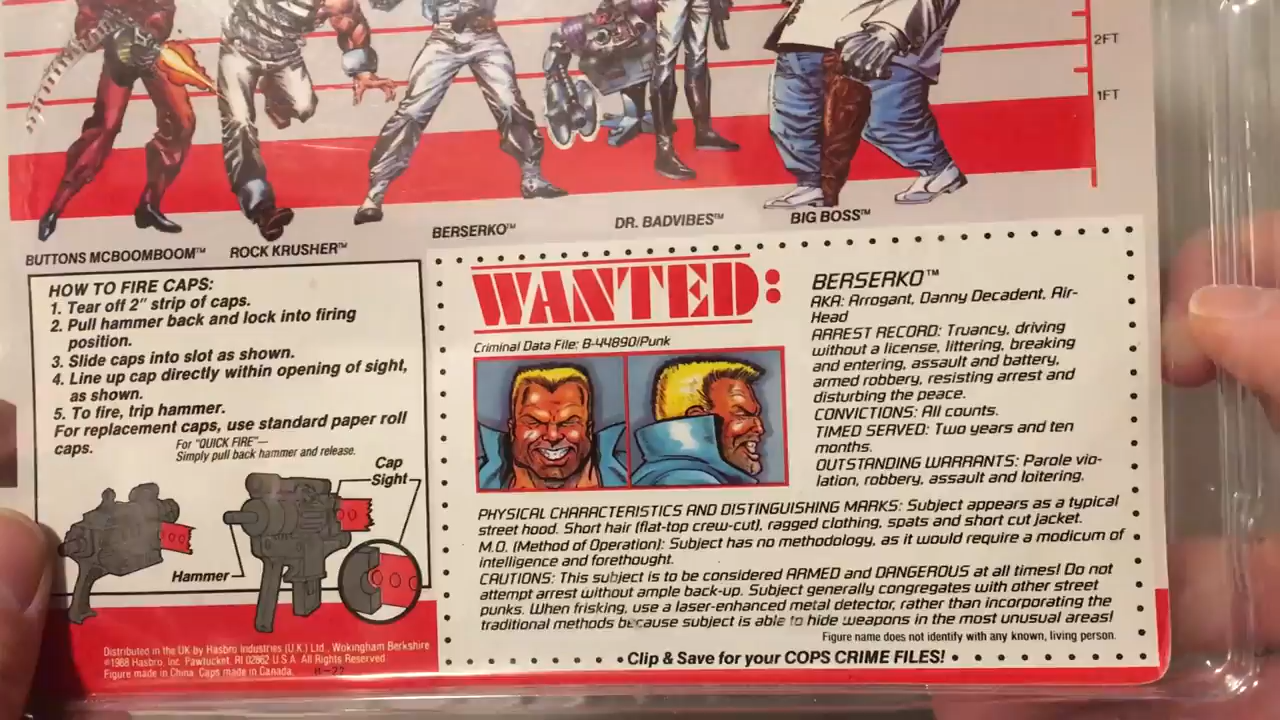 2FT
1FT
BUTTONS MCBOOMBOOM™
ROCK KRUSHER™
BERSERKO™
DR. BADVIBES™
BIG BOSS™
HOW TO FIRE CAPS:
1. Tear off 2" strip of caps.
2. Pull hammer back and lock into firing
position.
3. Slide caps into slot as shown.
4. Line up cap directly within opening of sight,
as shown.
5. To fire, trip hammer.
For replacement caps, use standard paper roll
caps.
For "QUICK FIRE"—
Simply pull back hammer and release.
Cap
Sight
Hammer
WANTED:
Criminal Data File: B-44890/Punk
BERSERKO™
AKA: Arrogant, Danny Decadent, Air-
Head
ARREST RECORD: Truancy, driving
without a license, littering, breaking
and entering, assault and battery,
armed robbery, resisting arrest and
disturbing the peace.
CONVICTIONS: All counts.
TIMED SERVED: Two years and ten
months.
OUTSTANDING WARRANTS: Parole vio-
lation, robbery, assault and loitering.
PHYSICAL CHARACTERISTICS AND DISTINGUISHING MARKS: Subject appears as a typical
street hood. Short hair (flat-top crew-cut), ragged clothing, spats and short cut jacket.
M.O. (Method of Operation): Subject has no methodology, as it would require a modicum of
intelligence and forethought.
CAUTIONS: This subject is to be considered ARMED and DANGEROUS at all times! Do not
attempt arrest without ample back-up. Subject generally congregates with other street
punks. When frisking, use a laser-enhanced metal detector, rather than incorporating the
traditional methods because subject is able to hide weapons in the most unusual areas!
Figure name does not identify with any known, living person.
Clip & Save for your COPS CRIME FILES!
Distributed in the UK by Hasbro Industries (U.K.) Ltd., Wokingham Berkshire
©1988 Hasbro, Inc. Pawtucket, RI 02862 U.S.A. All Rights Reserved.
Figure made in China. Caps made in Canada.